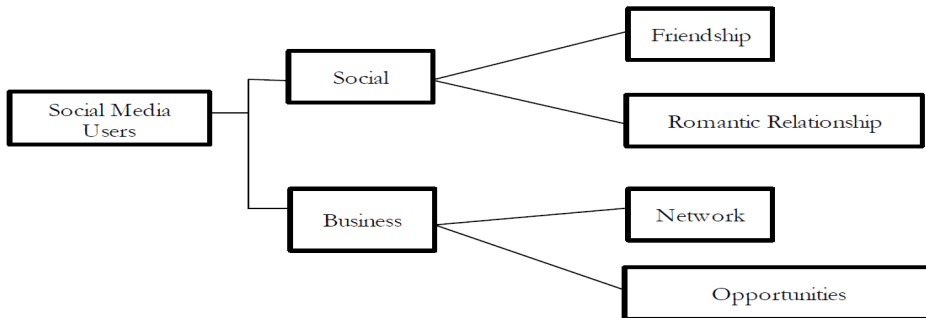 Friendship
Social
Social Media
Users
Romantic Relationship
Business
Network
Opportunities